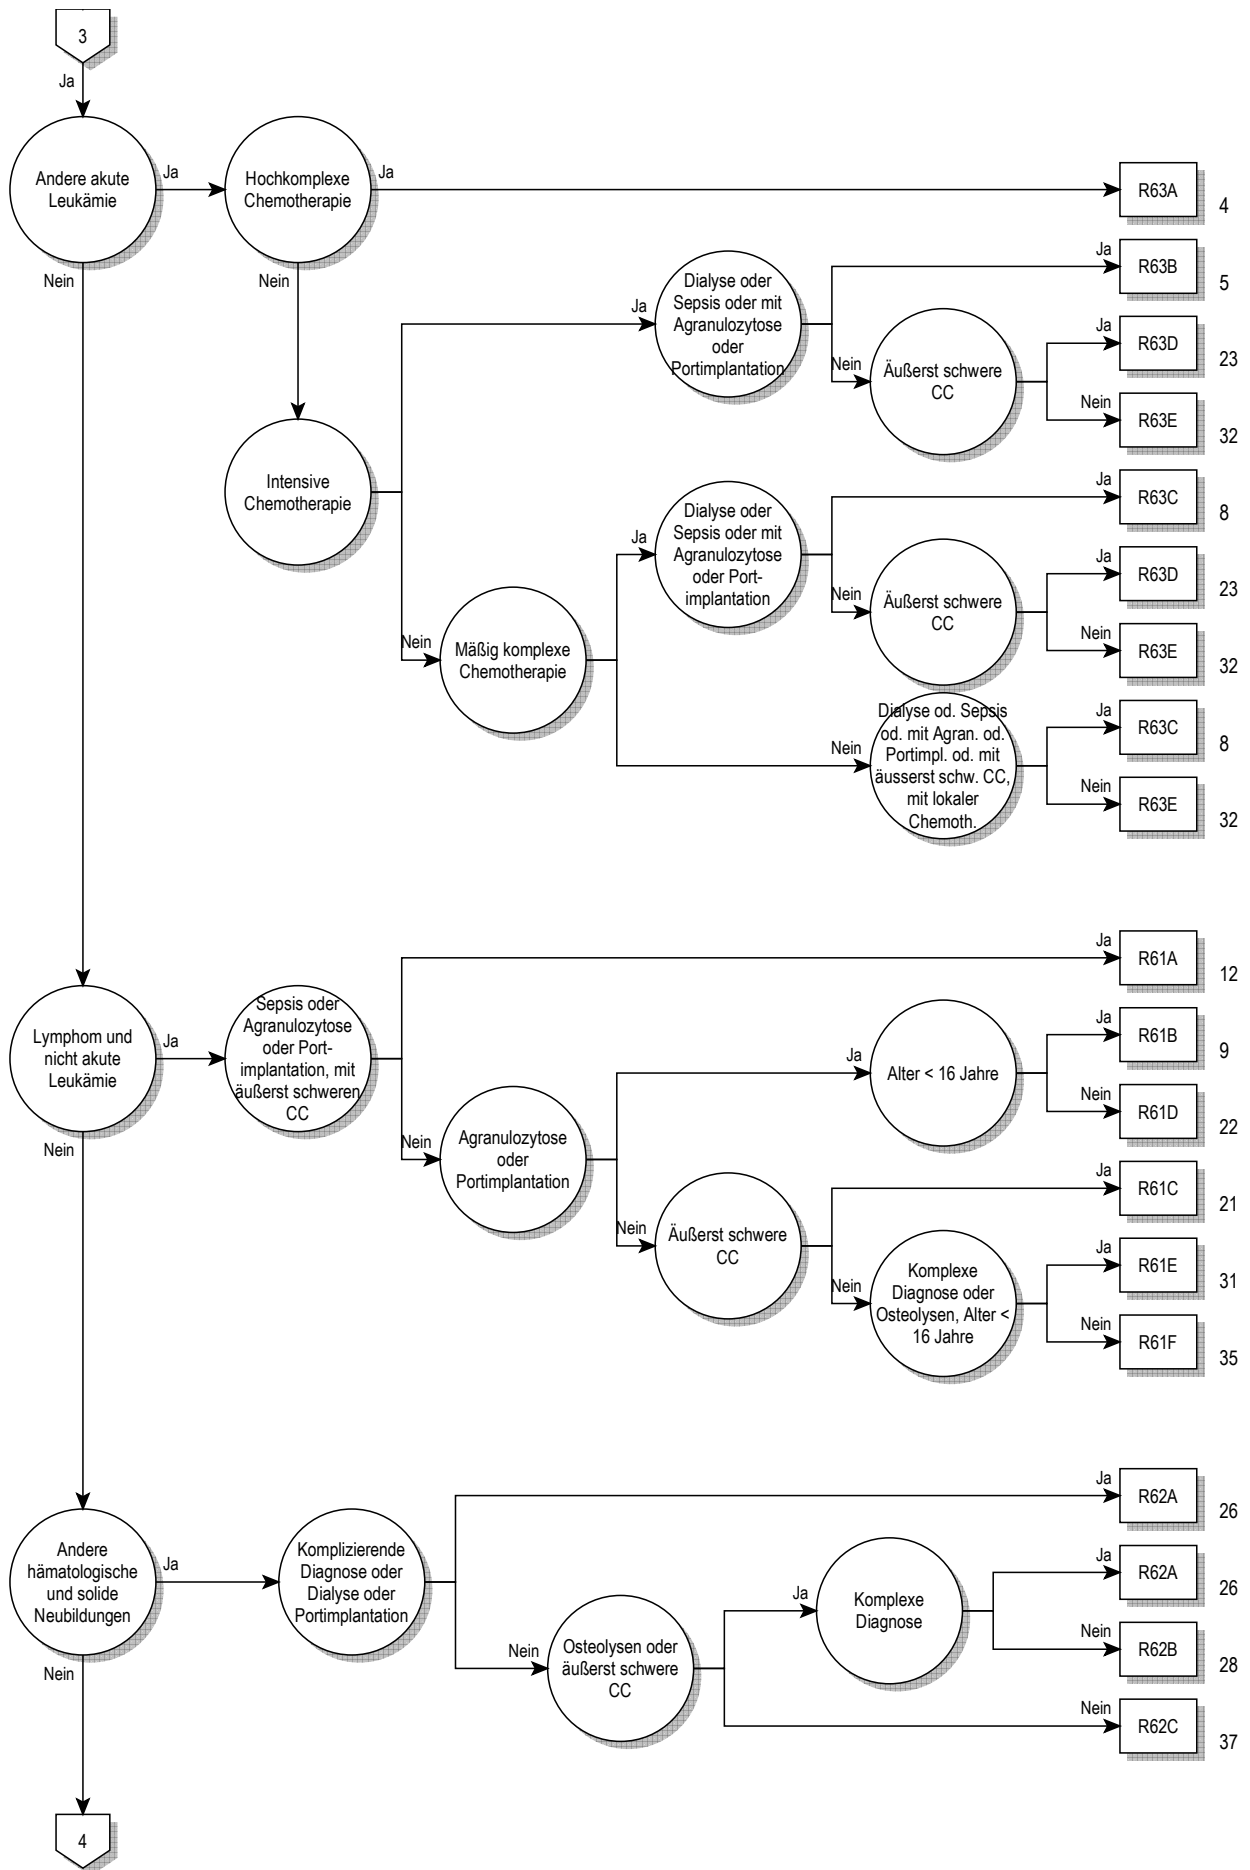 3
Ja
Andere akute
Leukämie
Ja
Hochkomplexe
Chemotherapie
Ja
R63A
4
Nein
Nein
Dialyse oder
Sepsis oder mit
Agranulozytose
oder
Portimplantation
Ja
Ja
R63B
5
Nein
Äußerst schwere
CC
Ja
R63D
23
Nein
R63E
32
Intensive
Chemotherapie
Dialyse oder
Sepsis oder mit
Agranulozytose
oder Port-
implantation
Ja
Ja
R63C
8
Nein
Äußerst schwere
CC
Ja
R63D
23
Nein
R63E
32
Nein
Mäßig komplexe
Chemotherapie
Nein
Dialyse od. Sepsis
od. mit Agran. od.
Portimpl. od. mit
äusserst schw. CC,
mit lokaler
Chemoth.
Ja
R63C
8
Nein
R63E
32
Lymphom und
nicht akute
Leukämie
Ja
Sepsis oder
Agranulozytose
oder Port-
implantation, mit
äußerst schweren
CC
Ja
R61A
12
Nein
Nein
Agranulozytose
oder
Portimplantation
Ja
Alter < 16 Jahre
Ja
R61B
9
Nein
R61D
22
Nein
Äußerst schwere
CC
Ja
R61C
21
Nein
Komplexe
Diagnose oder
Osteolysen, Alter <
16 Jahre
Ja
R61E
31
Nein
R61F
35
Andere
hämatologische
und solide
Neubildungen
Ja
Komplizierende
Diagnose oder
Dialyse oder
Portimplantation
Ja
R62A
26
Nein
Nein
Osteolysen oder
äußerst schwere
CC
Ja
Komplexe
Diagnose
Ja
R62A
26
Nein
R62B
28
Nein
R62C
37
4